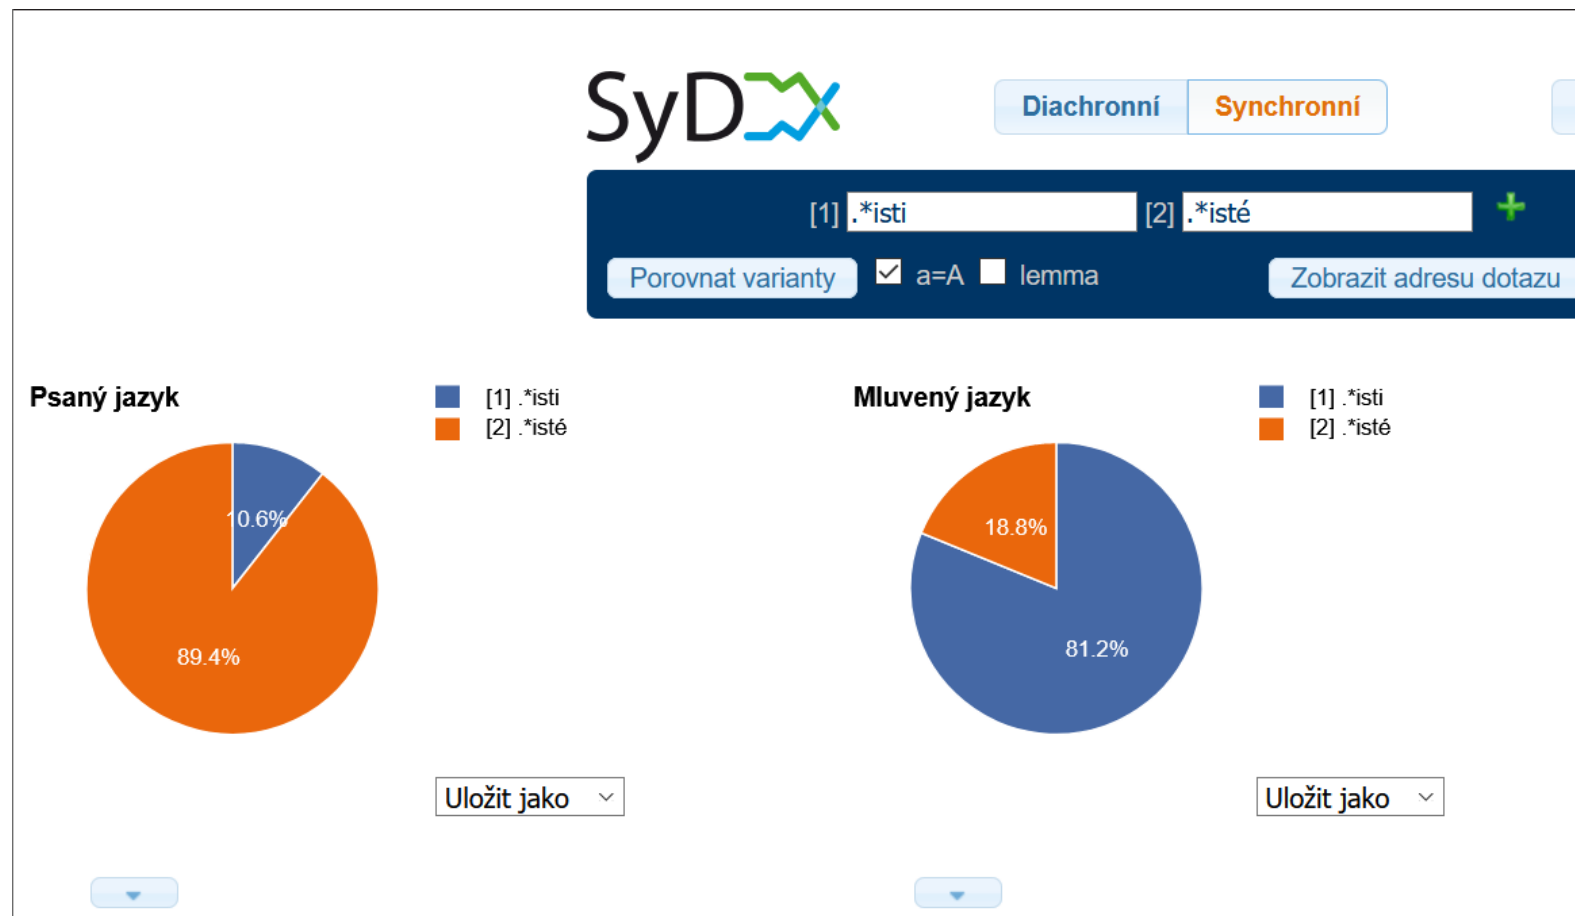 SyD
Diachronní Synchronní
[1] .*isti [2] .*isté
Porovnat varianty a=A lemma Zobrazit adresu dotazu
Psaný jazyk
[1] .*isti
[2] .*isté
10.6%
89.4%
Uložit jako
Mluvený jazyk
[1] .*isti
[2] .*isté
18.8%
81.2%
Uložit jako